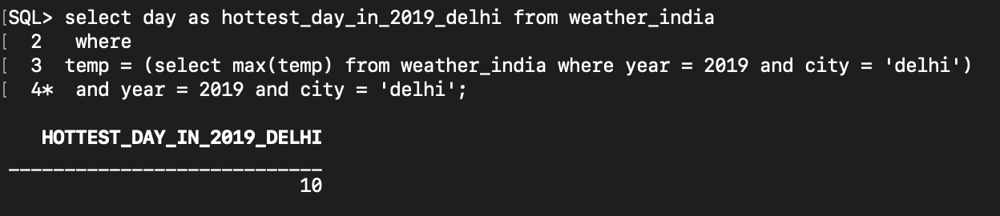 [SQL> select day as hottest_day_in_2019_delhi from weather_india
[  2   where
[  3  temp = (select max(temp) from weather_india where year = 2019 and city = 'delhi')
[  4*  and year = 2019 and city = 'delhi';
HOTTEST_DAY_IN_2019_DELHI
____________________________
10